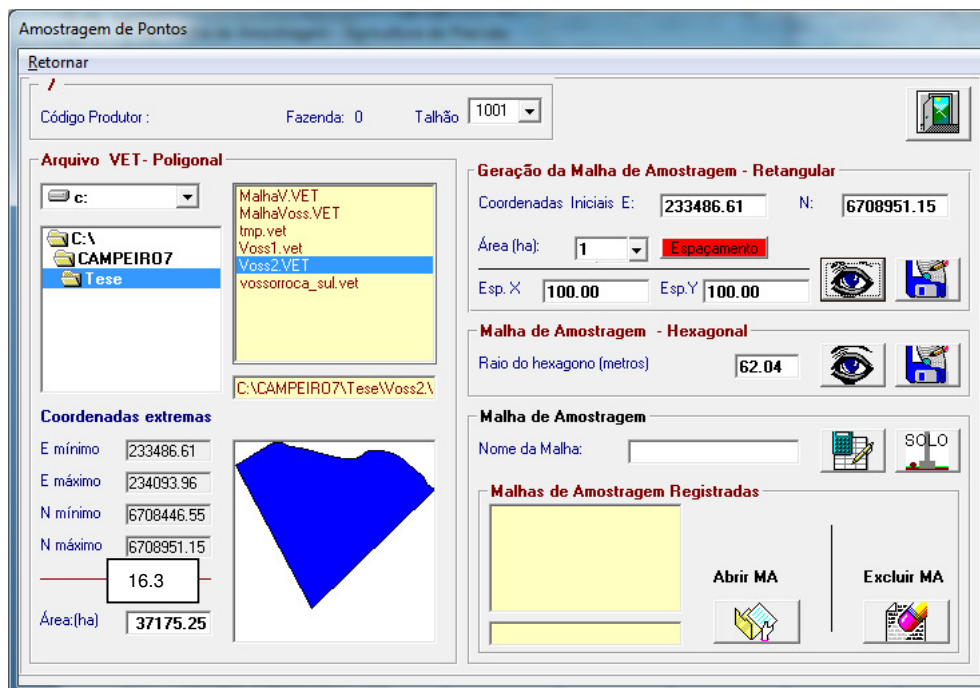 Amostragem de Pontos
Retornar
/
Código Produtor :
Fazenda: 0
Talhão 1001
Arquivo VET- Poligonal
c:
C:\
CAMPEIRO7
Tese
MalhaV.VET
MalhaVoss.VET
tmp.vet
Voss1.vet
Voss2.VET
vossorroca_sul.vet
C:\CAMPEIRO7\Tese\Voss2.\
Coordenadas extremas
E mínimo 233486.61
E máximo 234093.96
N mínimo 6708446.55
N máximo 6708951.15
16.3
Área:(ha) 37175.25
Geração da Malha de Amostragem - Retangular
Coordenadas Iniciais E: 233486.61 N: 6708951.15
Área (ha): 1 Espaçamento
Esp. X 100.00 Esp.Y 100.00
Malha de Amostragem - Hexagonal
Raio do hexagono (metros) 62.04
Malha de Amostragem
Nome da Malha:
SOLO
Malhas de Amostragem Registradas
Abrir MA
Excluir MA